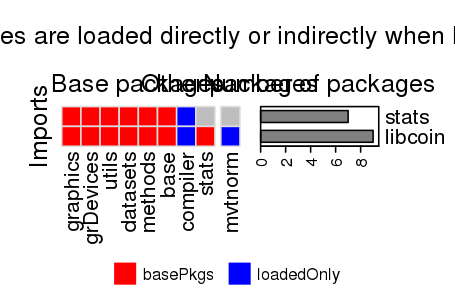 es are loaded directly or indirectly when l
Base packages Other packages Number of packages
Imports
stats
libcoin
graphics
grDevices
utils
datasets
methods
base
compiler
stats
mvtnorm
0 2 4 6 8
basePkgs loadedOnly